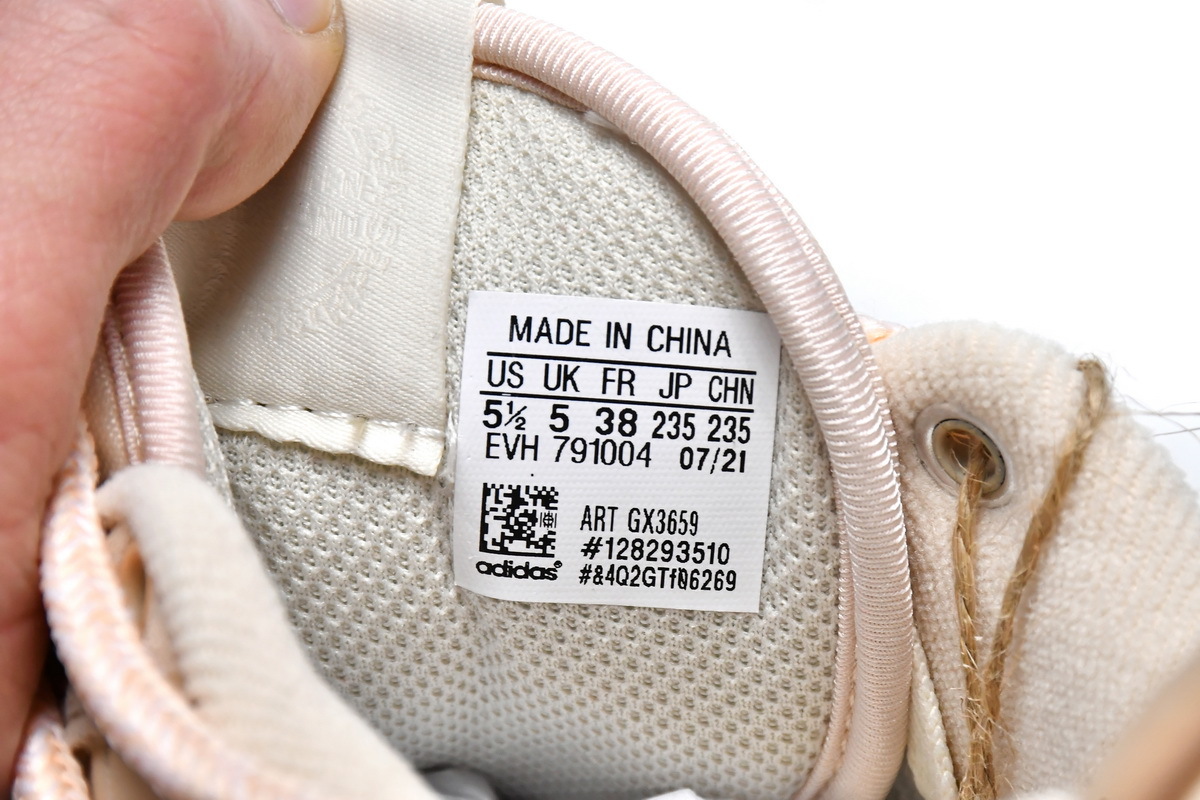 MADE IN CHINA
US UK FR JP CHN
5½ 5 38 235 235
EVH 791004 07/21
ART GX3659
#128293510
adidas®
#&4Q2GTf06269